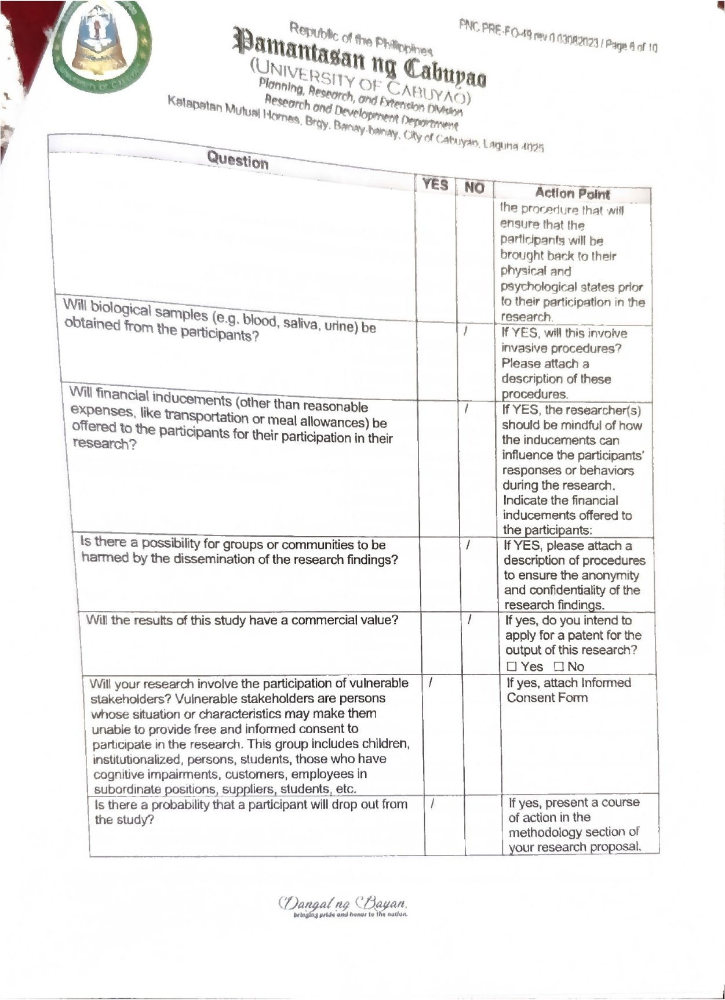 PNC PRE-FO-49 rev 0 03082023 / Page 6 of 10
Republic of the Philippines
Pamantasan ng Cabuyao
(UNIVERSITY OF CABUYAO)
Planning, Research, and Extension Division
Research and Development Department
Katapatan Mutual Homes, Brgy. Banay-banay, City of Cabuyao, Laguna 4025
Question
YES
NO
Action Point
the procedure that will
ensure that the
participants will be
brought back to their
physical and
psychological states prior
to their participation in the
research.
Will biological samples (e.g. blood, saliva, urine) be
obtained from the participants?
/
If YES, will this involve
invasive procedures?
Please attach a
description of these
procedures.
Will financial inducements (other than reasonable
expenses, like transportation or meal allowances) be
offered to the participants for their participation in their
research?
/
If YES, the researcher(s)
should be mindful of how
the inducements can
influence the participants'
responses or behaviors
during the research.
Indicate the financial
inducements offered to
the participants:
Is there a possibility for groups or communities to be
harmed by the dissemination of the research findings?
/
If YES, please attach a
description of procedures
to ensure the anonymity
and confidentiality of the
research findings.
Will the results of this study have a commercial value?
/
If yes, do you intend to
apply for a patent for the
output of this research?
☐ Yes ☐ No
Will your research involve the participation of vulnerable
stakeholders? Vulnerable stakeholders are persons
whose situation or characteristics may make them
unable to provide free and informed consent to
participate in the research. This group includes children,
institutionalized, persons, students, those who have
cognitive impairments, customers, employees in
subordinate positions, suppliers, students, etc.
/
If yes, attach Informed
Consent Form
Is there a probability that a participant will drop out from
the study?
/
If yes, present a course
of action in the
methodology section of
your research proposal.
Dangal ng Bayan.
bringing pride and honor to the nation.